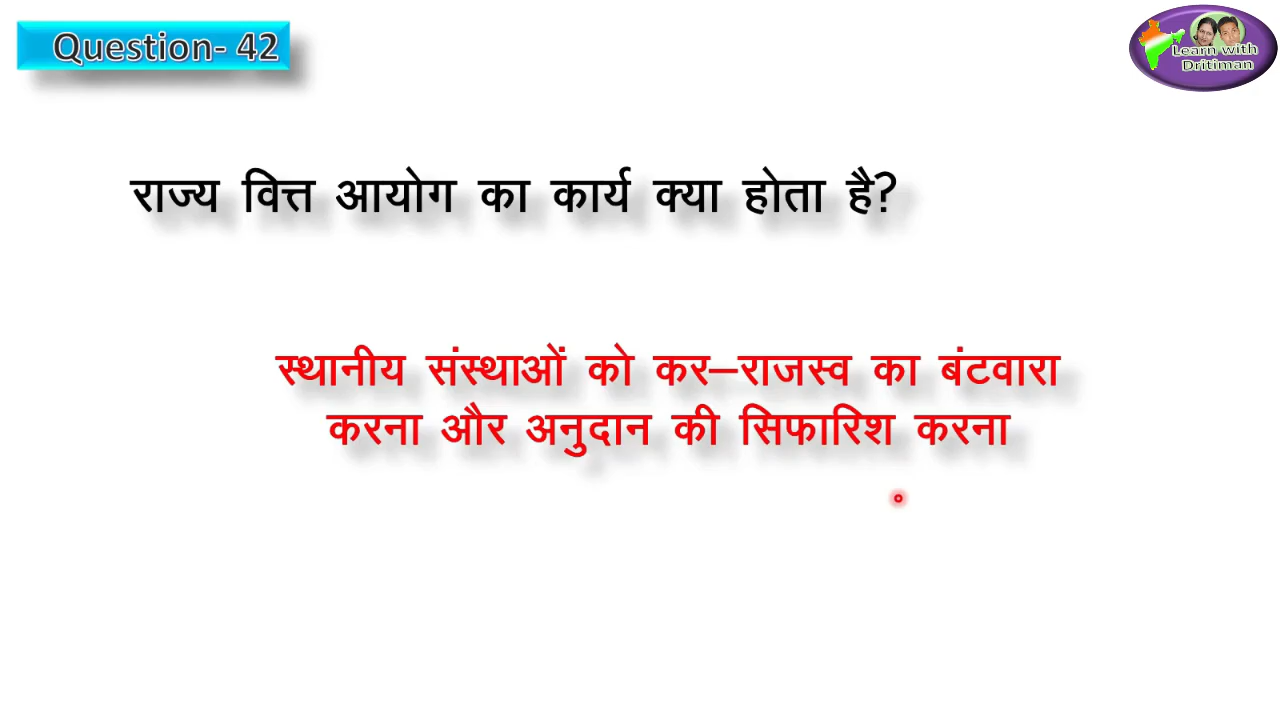 Question- 42
Learn with
Dritiman
राज्य वित्त आयोग का कार्य क्या होता है?
स्थानीय संस्थाओं को कर–राजस्व का बंटवारा
करना और अनुदान की सिफारिश करना